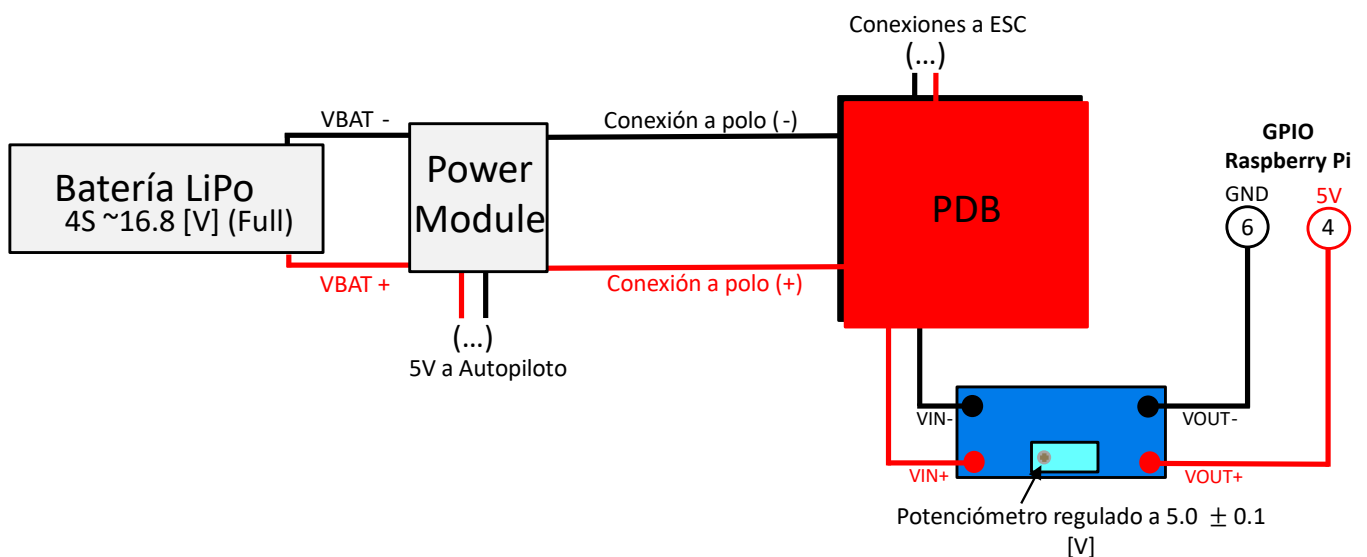 Conexiones a ESC
(...)
VBAT -
Conexión a polo (-)
GPIO
Raspberry Pi
Batería LiPo
4S ~16.8 [V] (Full)
Power
Module
PDB
GND
5V
6
4
VBAT +
Conexión a polo (+)
(...)
5V a Autopiloto
VIN-
VOUT-
VIN+
VOUT+
Potenciómetro regulado a 5.0 ± 0.1
[V]